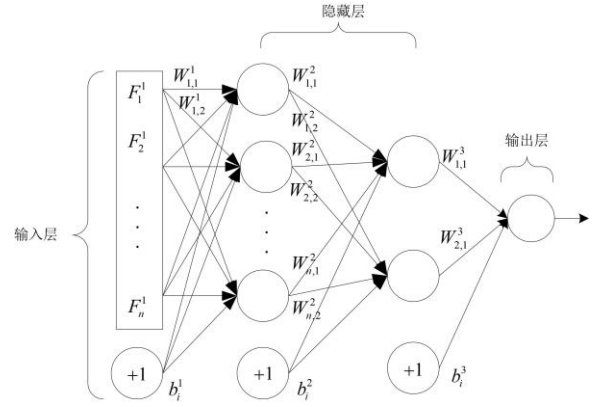 隐藏层
输入层
F_1^1
F_2^1
.
.
.
F_n^1
+1
W_{1,1}^1
W_{1,2}^1
b_i^1
. . .
+1
W_{1,1}^2
W_{1,2}^2
W_{2,1}^2
W_{2,2}^2
W_{n,1}^2
W_{n,2}^2
b_i^2
+1
W_{1,1}^3
W_{2,1}^3
b_i^3
输出层